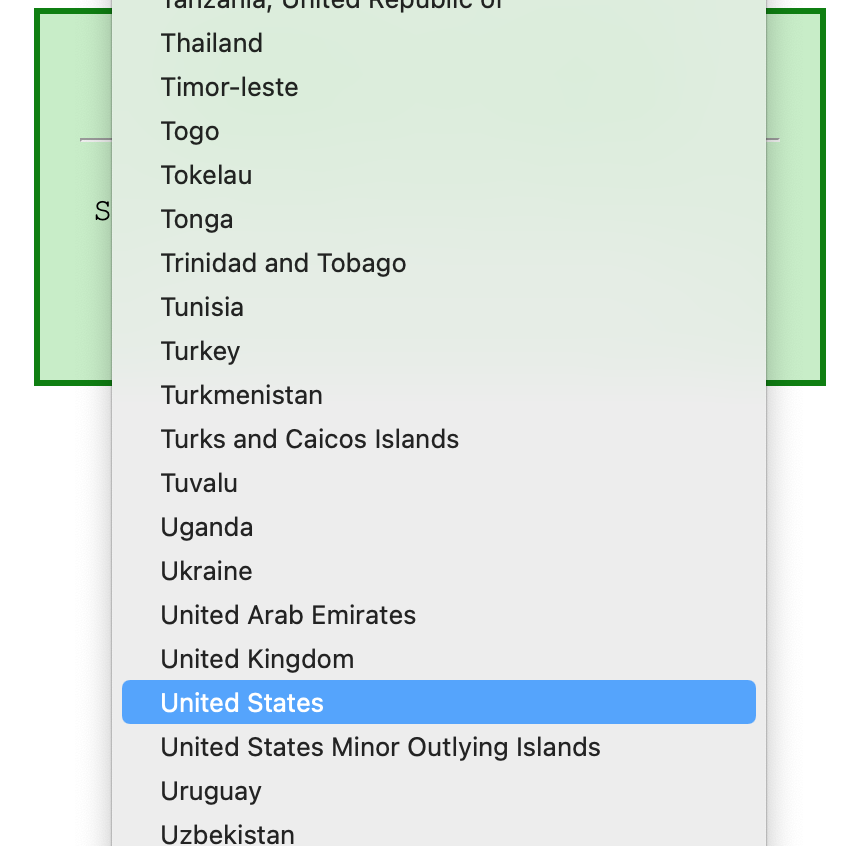 Tanzania, United Republic of
Thailand
Timor-leste
Togo
Tokelau
S
Tonga
Trinidad and Tobago
Tunisia
Turkey
Turkmenistan
Turks and Caicos Islands
Tuvalu
Uganda
Ukraine
United Arab Emirates
United Kingdom
United States
United States Minor Outlying Islands
Uruguay
Uzbekistan